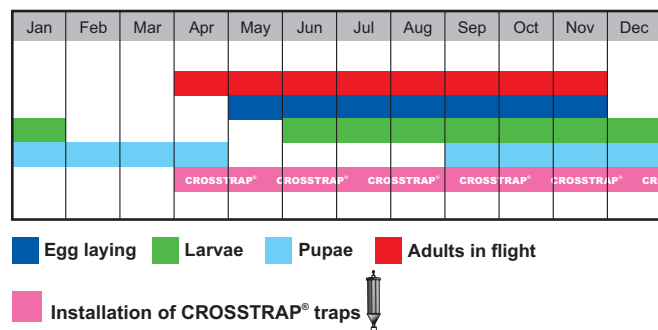 Jan Feb Mar Apr May Jun Jul Aug Sep Oct Nov Dec
CROSSTRAP® CROSSTRAP® CROSSTRAP® CROSSTRAP® CROSSTRAP® CR
Egg laying Larvae Pupae Adults in flight
Installation of CROSSTRAP® traps